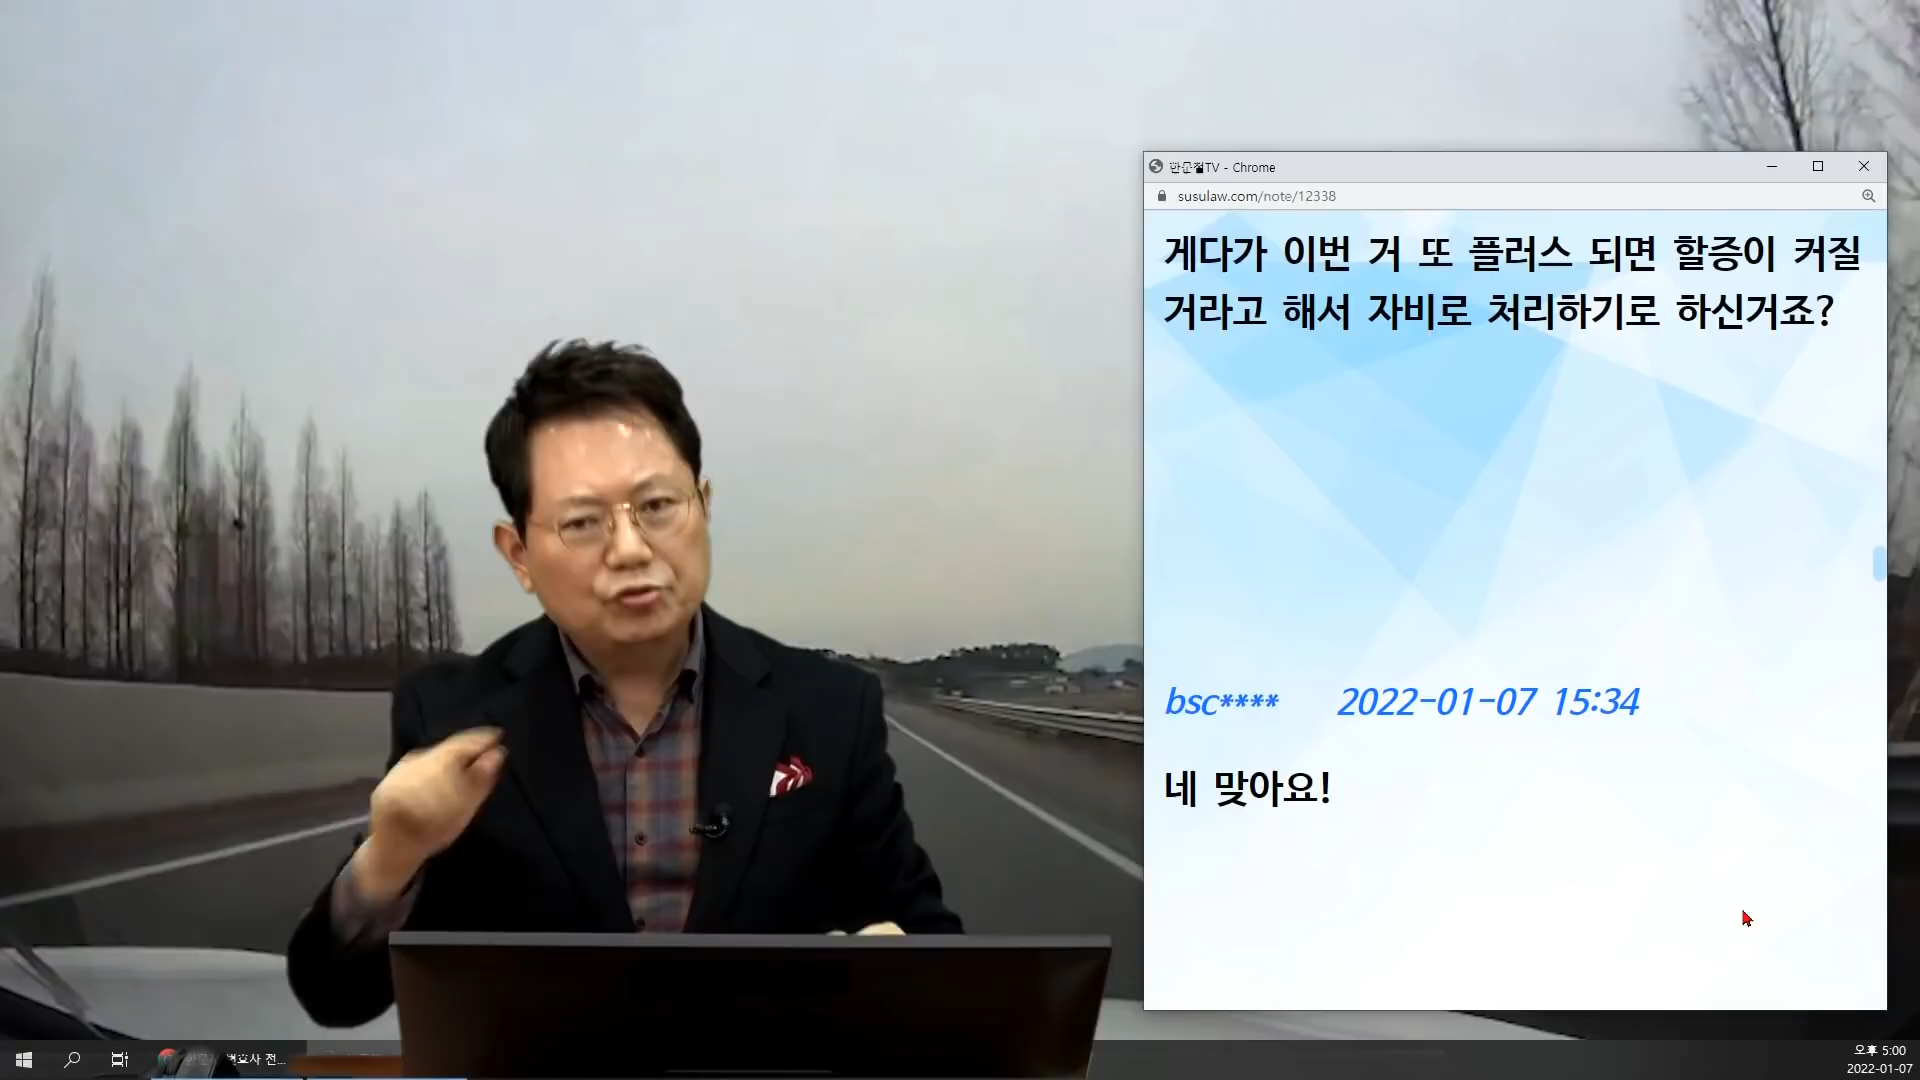 한문철TV - Chrome
susulaw.com/note/12338
게다가 이번 거 또 플러스 되면 할증이 커질
거라고 해서 자비로 처리하기로 하신거죠?
bsc**** 2022-01-07 15:34
네 맞아요!
오후 5:00
2022-01-07